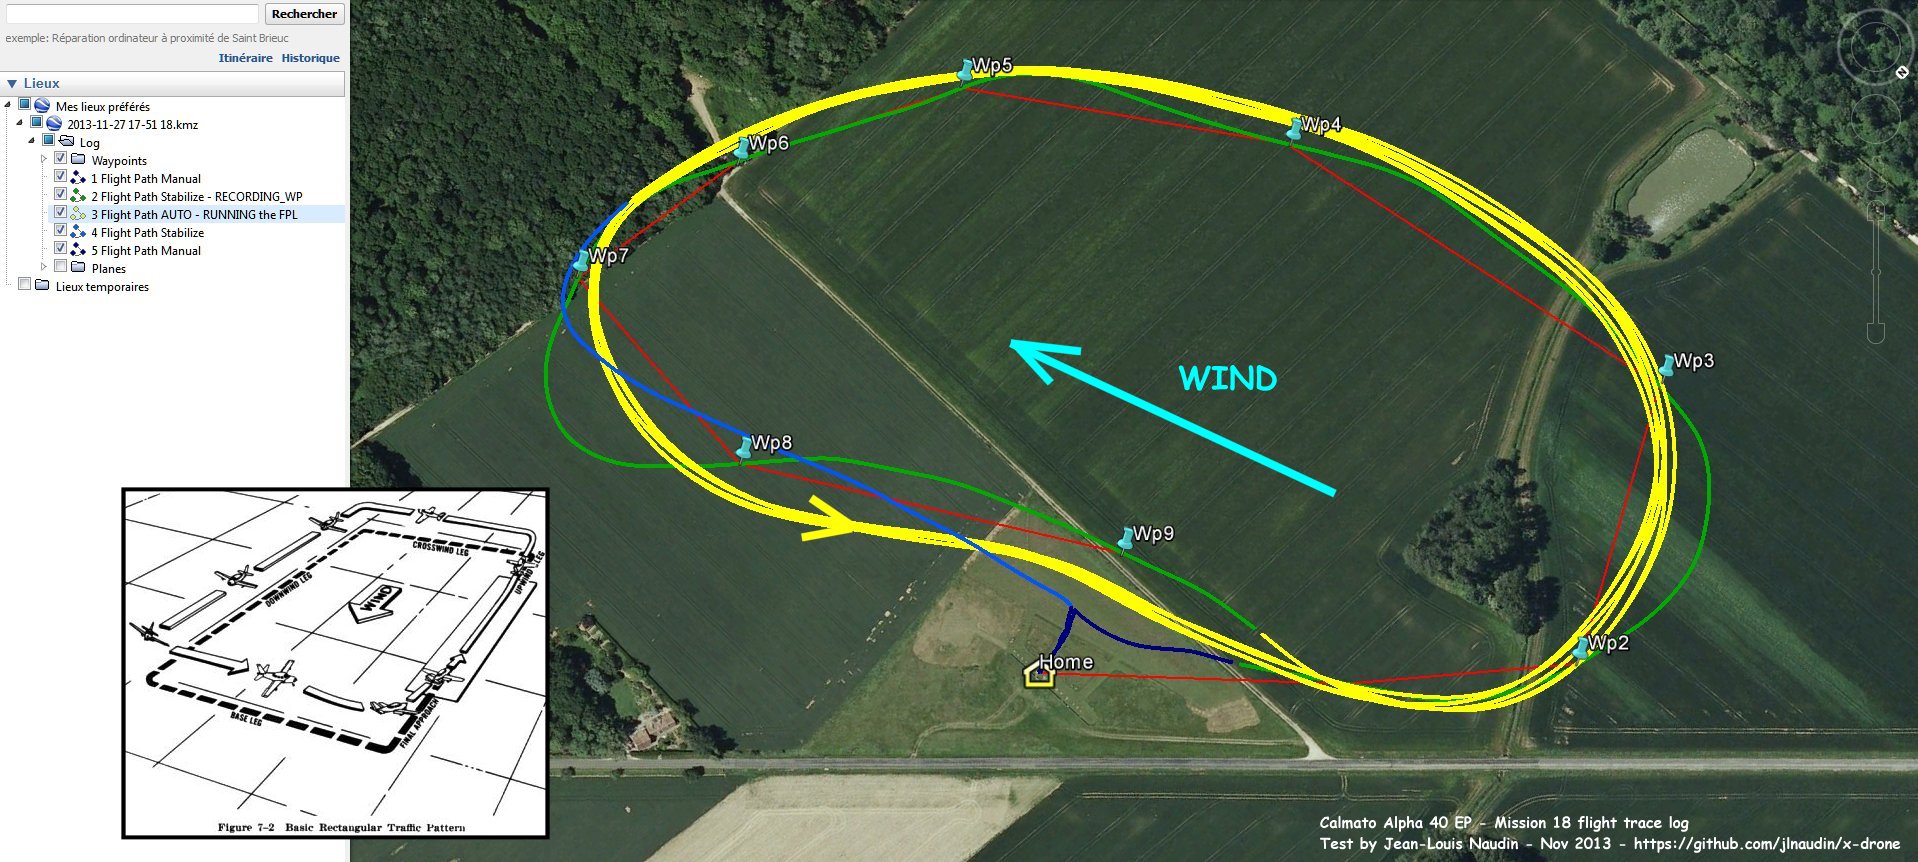 Rechercher
exemple: Réparation ordinateur à proximité de Saint Brieuc
Itinéraire Historique
Lieux
Mes lieux préférés
2013-11-27 17-51 18.kmz
Log
Waypoints
1 Flight Path Manual
2 Flight Path Stabilize - RECORDING_WP
3 Flight Path AUTO - RUNNING the FPL
4 Flight Path Stabilize
5 Flight Path Manual
Planes
Lieux temporaires
Wp5
Wp4
Wp6
Wp7
Wp3
WIND
Wp8
Wp9
Wp2
Home
CROSSWIND LEG
UPWIND LEG
DOWNWIND LEG
WIND
BASE LEG
FINAL APPROACH
Figure 7-2 Basic Rectangular Traffic Pattern
Calmato Alpha 40 EP - Mission 18 flight trace log
Test by Jean-Louis Naudin - Nov 2013 - https://github.com/jlnaudin/x-drone